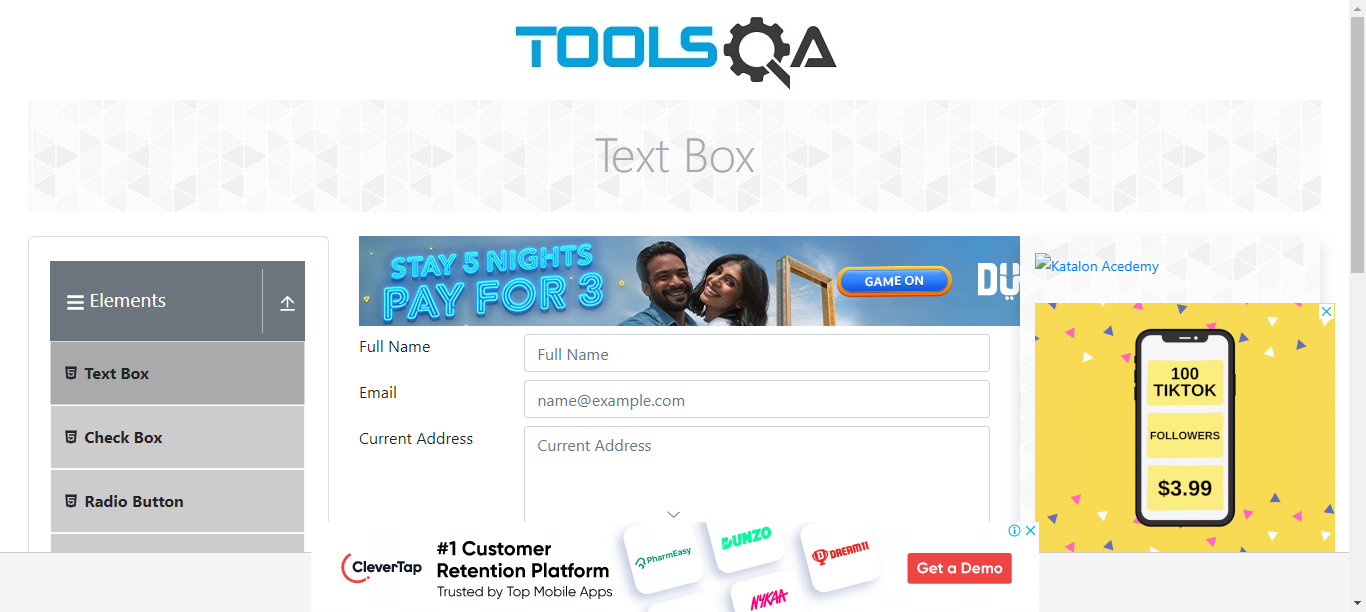 TOOLSQA
Text Box
Elements
Text Box
Check Box
Radio Button
STAY 5 NIGHTS
PAY FOR 3
GAME ON
DU
Full Name
Full Name
Email
name@example.com
Current Address
Current Address
Katalon Acedemy
100
TIKTOK
FOLLOWERS
$3.99
CleverTap
#1 Customer
Retention Platform
Trusted by Top Mobile Apps
PharmEasy
DUNZO
DREAM11
NYKAA
Get a Demo